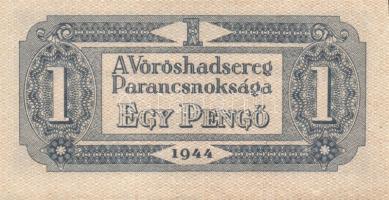 1
1 1
A Vöröshadsereg
Parancsnoksága
EGY PENGŐ
1944